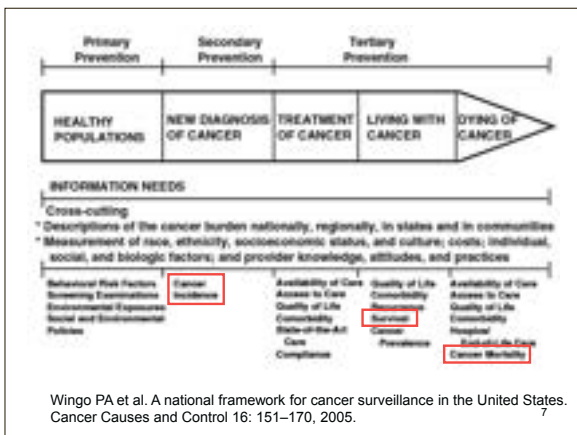 Primary Prevention
Secondary Prevention
Tertiary Prevention
HEALTHY POPULATIONS
NEW DIAGNOSIS OF CANCER
TREATMENT OF CANCER
LIVING WITH CANCER
DYING OF CANCER
INFORMATION NEEDS
Cross-cutting
* Descriptions of the cancer burden nationally, regionally, in states and in communities
* Measurement of race, ethnicity, socioeconomic status, and culture; costs; individual,
social, and biologic factors; and provider knowledge, attitudes, and practices
Behavioral Risk Factors
Screening Examinations
Environmental Exposures
Social and Environmental
Policies
Cancer
Incidence
Availability of Care
Access to Care
Quality of Life
Comorbidity
State-of-the-Art
Care
Compliance
Quality of Life
Comorbidity
Recurrence
Survival
Cancer
Prevalence
Availability of Care
Access to Care
Quality of Life
Comorbidity
Hospital
End-of-Life Care
Cancer Mortality
Wingo PA et al. A national framework for cancer surveillance in the United States.
Cancer Causes and Control 16: 151–170, 2005.
7